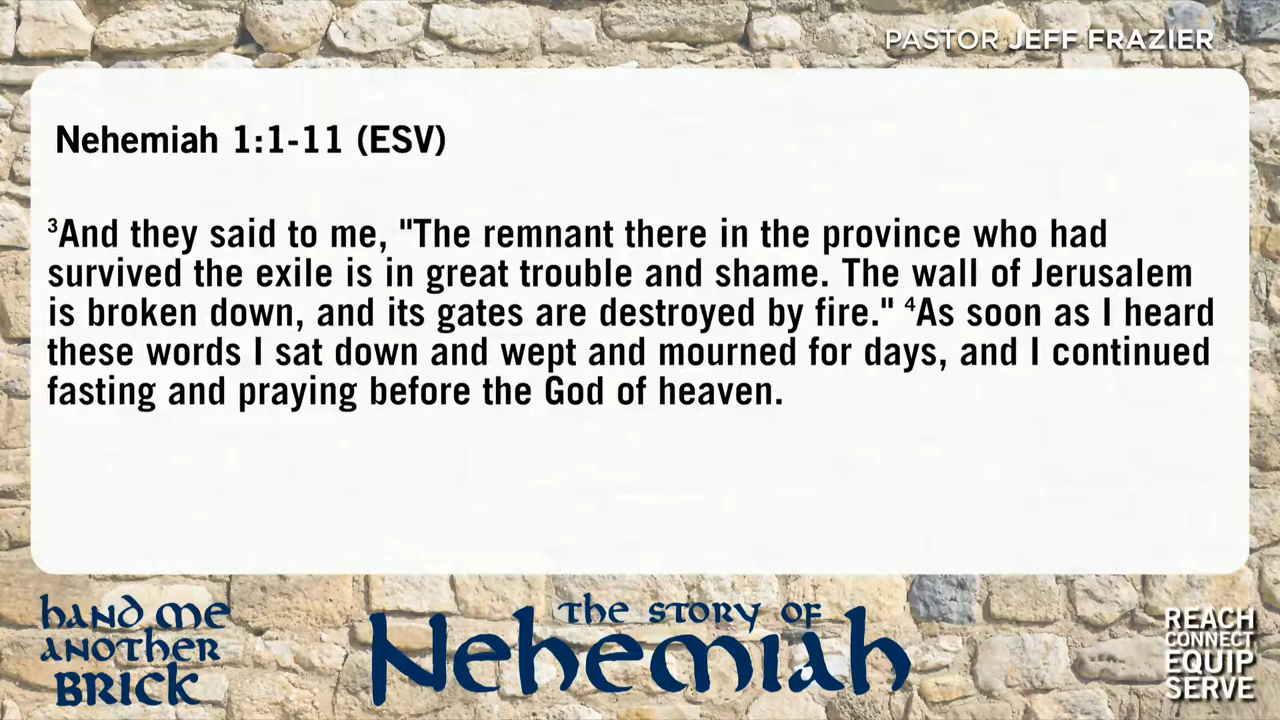 PASTOR JEFF FRAZIER
Nehemiah 1:1-11 (ESV)
³And they said to me, "The remnant there in the province who had
survived the exile is in great trouble and shame. The wall of Jerusalem
is broken down, and its gates are destroyed by fire." ⁴As soon as I heard
these words I sat down and wept and mourned for days, and I continued
fasting and praying before the God of heaven.
hand me
another
brick
the story of
Nehemiah
REACH
CONNECT
EQUIP
SERVE